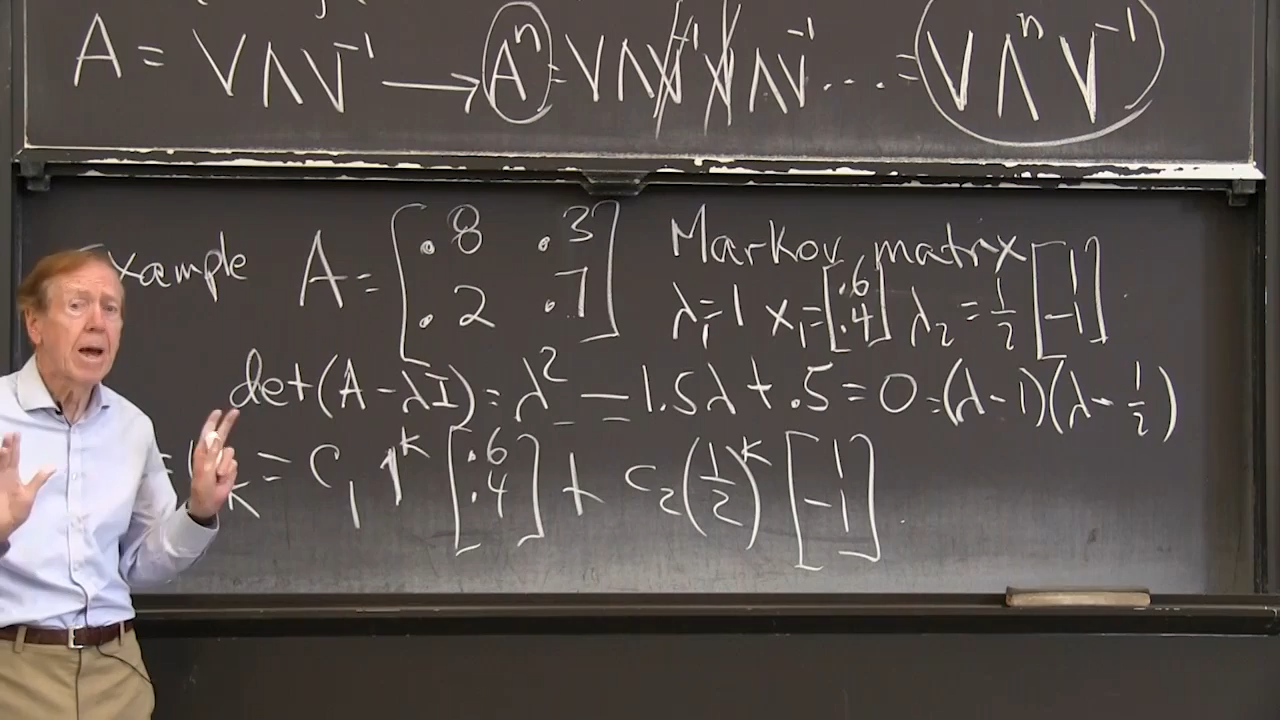 A = VΛV⁻¹ ⟶ Aⁿ = VΛV⁻¹VΛV⁻¹ ... = VΛⁿV⁻¹
xample A = [.8 .3; .2 .7] Markov matrix
λ₁=1 x₁=[.6; .4] λ₂ = 1/2 [1; -1]
det(A - λI) = λ² - 1.5λ + .5 = 0 = (λ - 1)(λ - 1/2)
k = c₁ 1ᵏ [.6; .4] + c₂(1/2)ᵏ [1; -1]